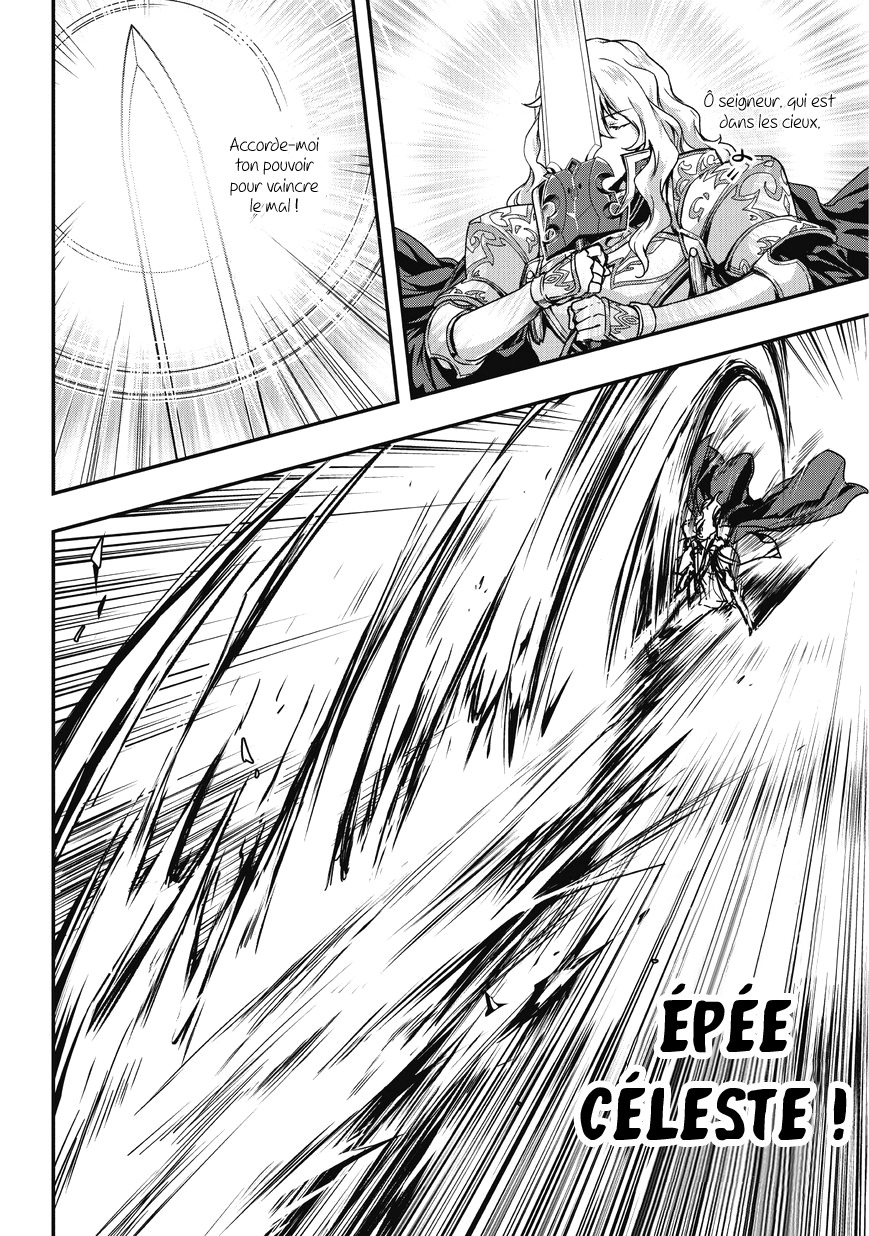 Ô seigneur, qui est
dans les cieux,
Accorde-moi
ton pouvoir
pour vaincre
le mal !
ÉPÉE
CÉLESTE !